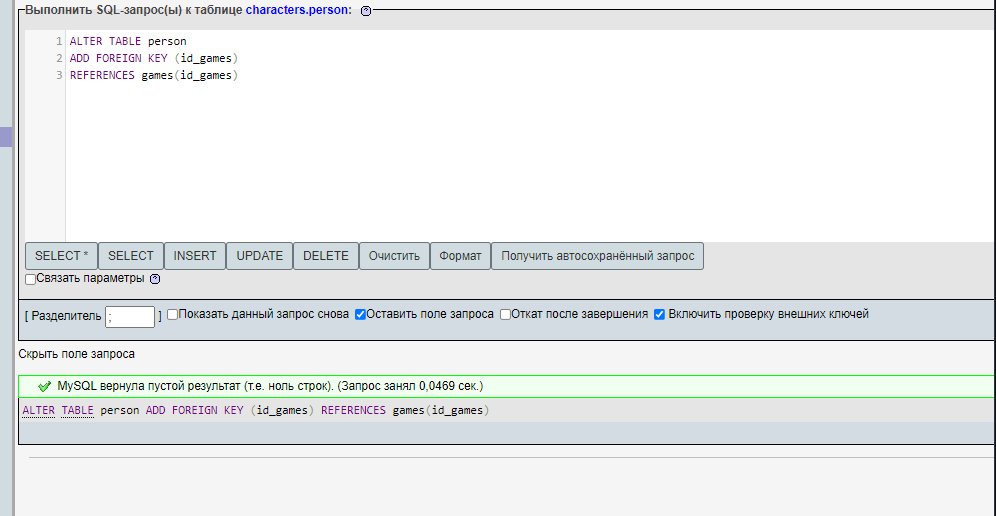 Выполнить SQL-запрос(ы) к таблице characters.person:
1 ALTER TABLE person
2 ADD FOREIGN KEY (id_games)
3 REFERENCES games(id_games)
SELECT * SELECT INSERT UPDATE DELETE Очистить Формат Получить автосохранённый запрос
Связать параметры
[ Разделитель ; ] Показать данный запрос снова Оставить поле запроса Откат после завершения Включить проверку внешних ключей
Скрыть поле запроса
MySQL вернула пустой результат (т.е. ноль строк). (Запрос занял 0,0469 сек.)
ALTER TABLE person ADD FOREIGN KEY (id_games) REFERENCES games(id_games)